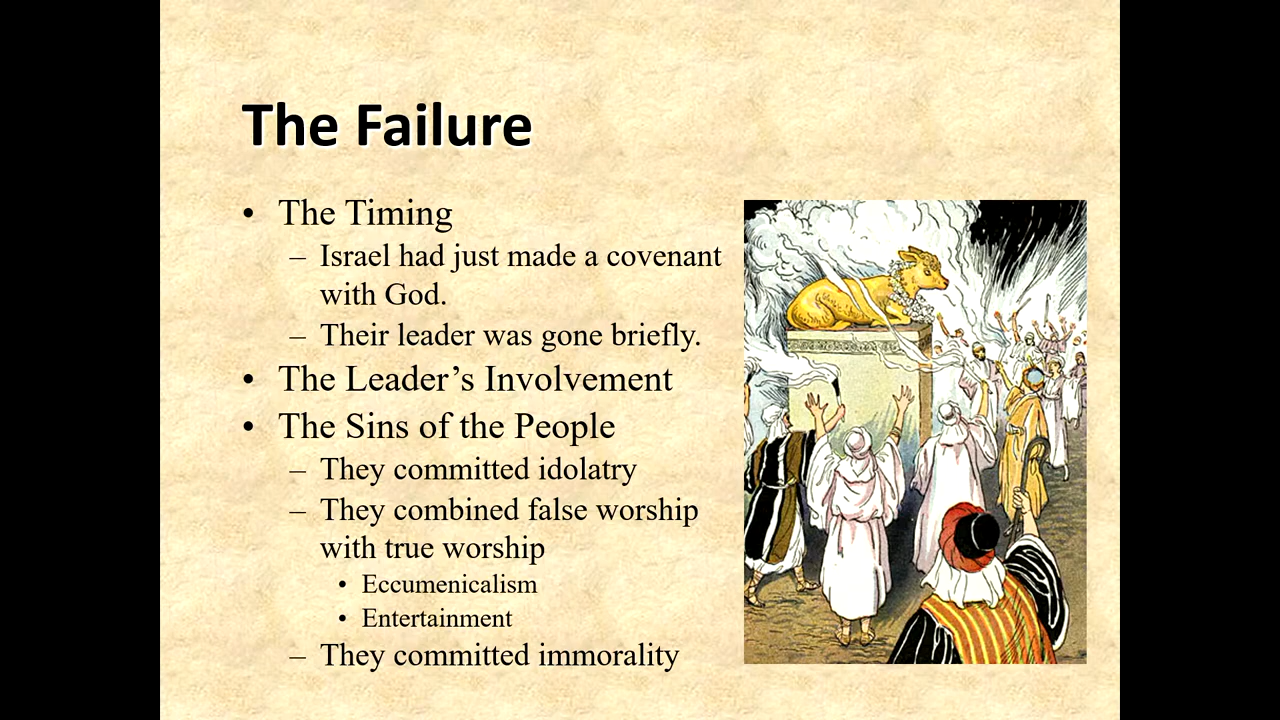 The Failure
• The Timing
– Israel had just made a covenant
with God.
– Their leader was gone briefly.
• The Leader’s Involvement
• The Sins of the People
– They committed idolatry
– They combined false worship
with true worship
• Eccumenicalism
• Entertainment
– They committed immorality